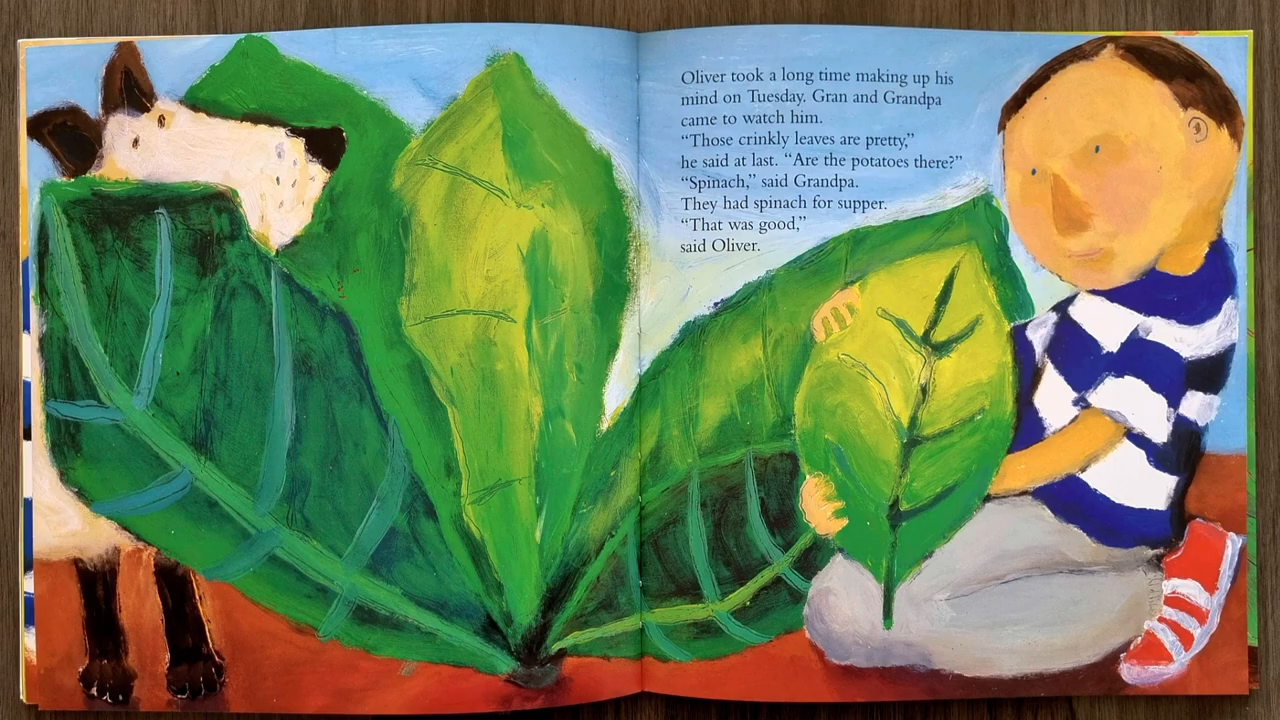 Oliver took a long time making up his
mind on Tuesday. Gran and Grandpa
came to watch him.
“Those crinkly leaves are pretty,”
he said at last. “Are the potatoes there?”
“Spinach,” said Grandpa.
They had spinach for supper.
“That was good,”
said Oliver.